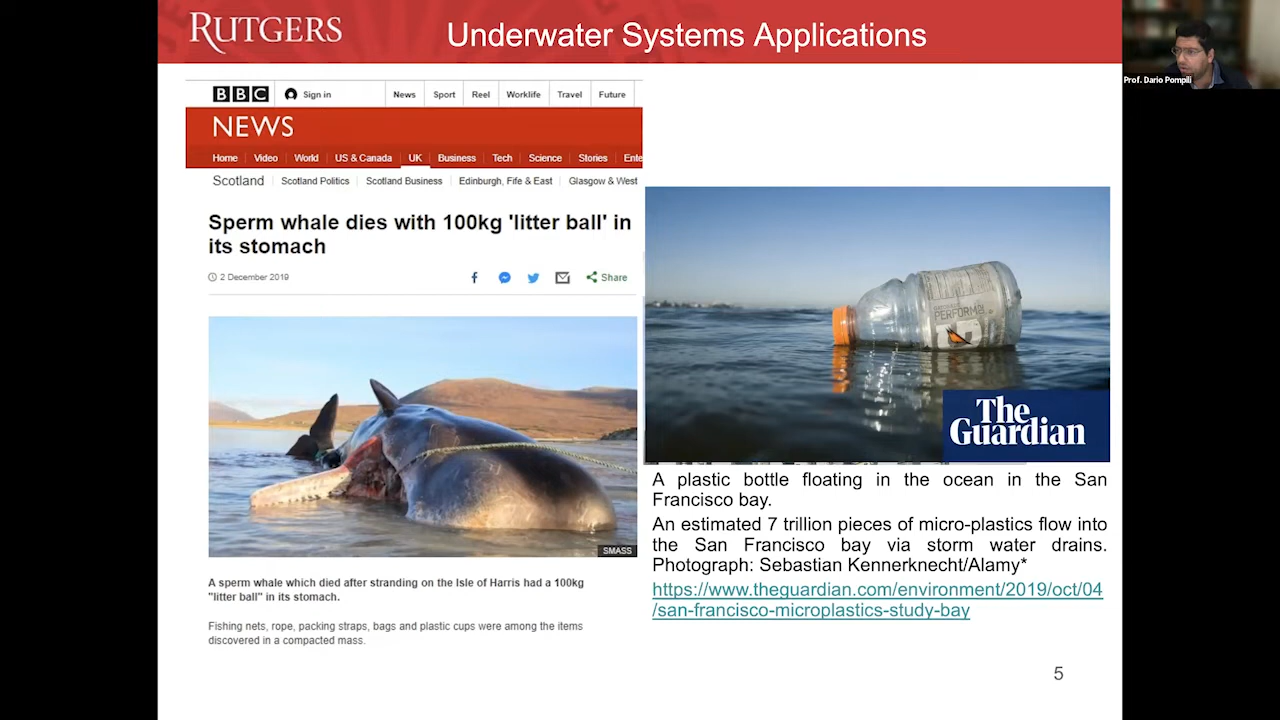 RUTGERS
Underwater Systems Applications
Prof. Dario Pompili
BBC
Sign in
News
Sport
Reel
Worklife
Travel
Future
NEWS
Home
Video
World
US & Canada
UK
Business
Tech
Science
Stories
Ente
Scotland
Scotland Politics
Scotland Business
Edinburgh, Fife & East
Glasgow & West
Sperm whale dies with 100kg 'litter ball' in
its stomach
2 December 2019
Share
SMASS
A sperm whale which died after stranding on the Isle of Harris had a 100kg
"litter ball" in its stomach.
Fishing nets, rope, packing straps, bags and plastic cups were among the items
discovered in a compacted mass.
PERFORM
The
Guardian
A plastic bottle floating in the ocean in the San
Francisco bay.
An estimated 7 trillion pieces of micro-plastics flow into
the San Francisco bay via storm water drains.
Photograph: Sebastian Kennerknecht/Alamy*
https://www.theguardian.com/environment/2019/oct/04
/san-francisco-microplastics-study-bay
5